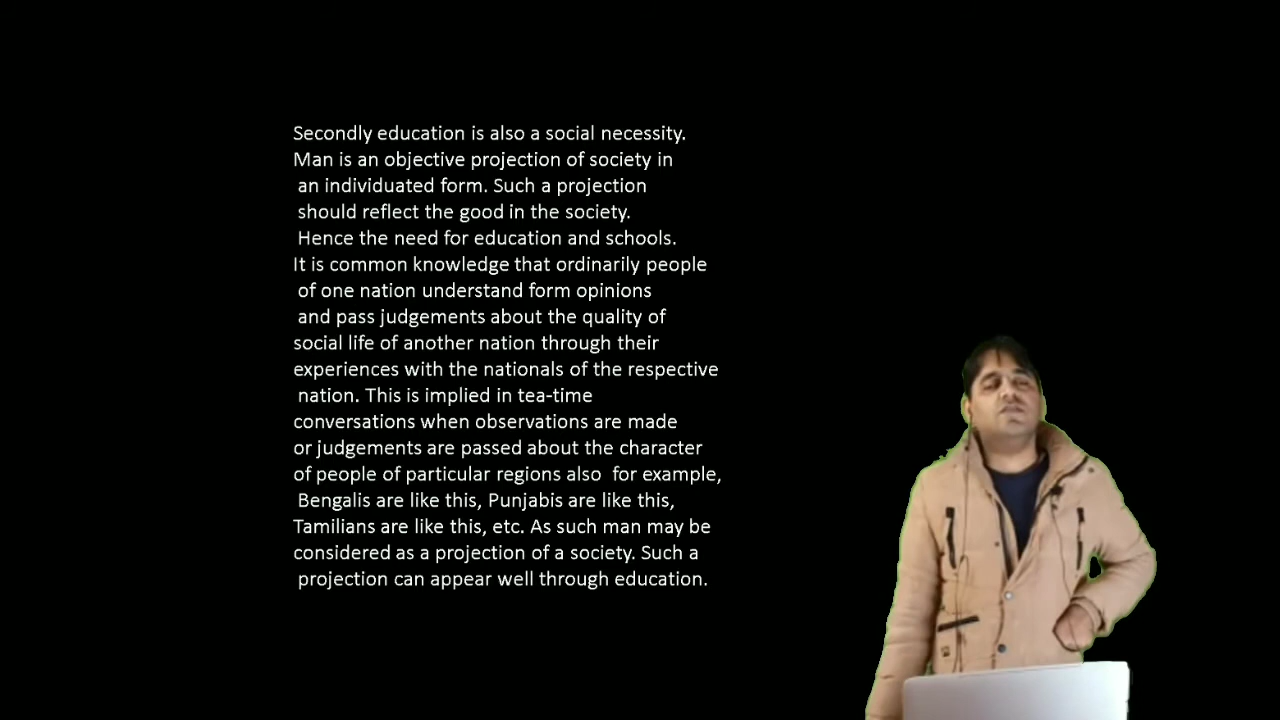 Secondly education is also a social necessity.
Man is an objective projection of society in
an individuated form. Such a projection
should reflect the good in the society.
Hence the need for education and schools.
It is common knowledge that ordinarily people
of one nation understand form opinions
and pass judgements about the quality of
social life of another nation through their
experiences with the nationals of the respective
nation. This is implied in tea-time
conversations when observations are made
or judgements are passed about the character
of people of particular regions also  for example,
Bengalis are like this, Punjabis are like this,
Tamilians are like this, etc. As such man may be
considered as a projection of a society. Such a
projection can appear well through education.